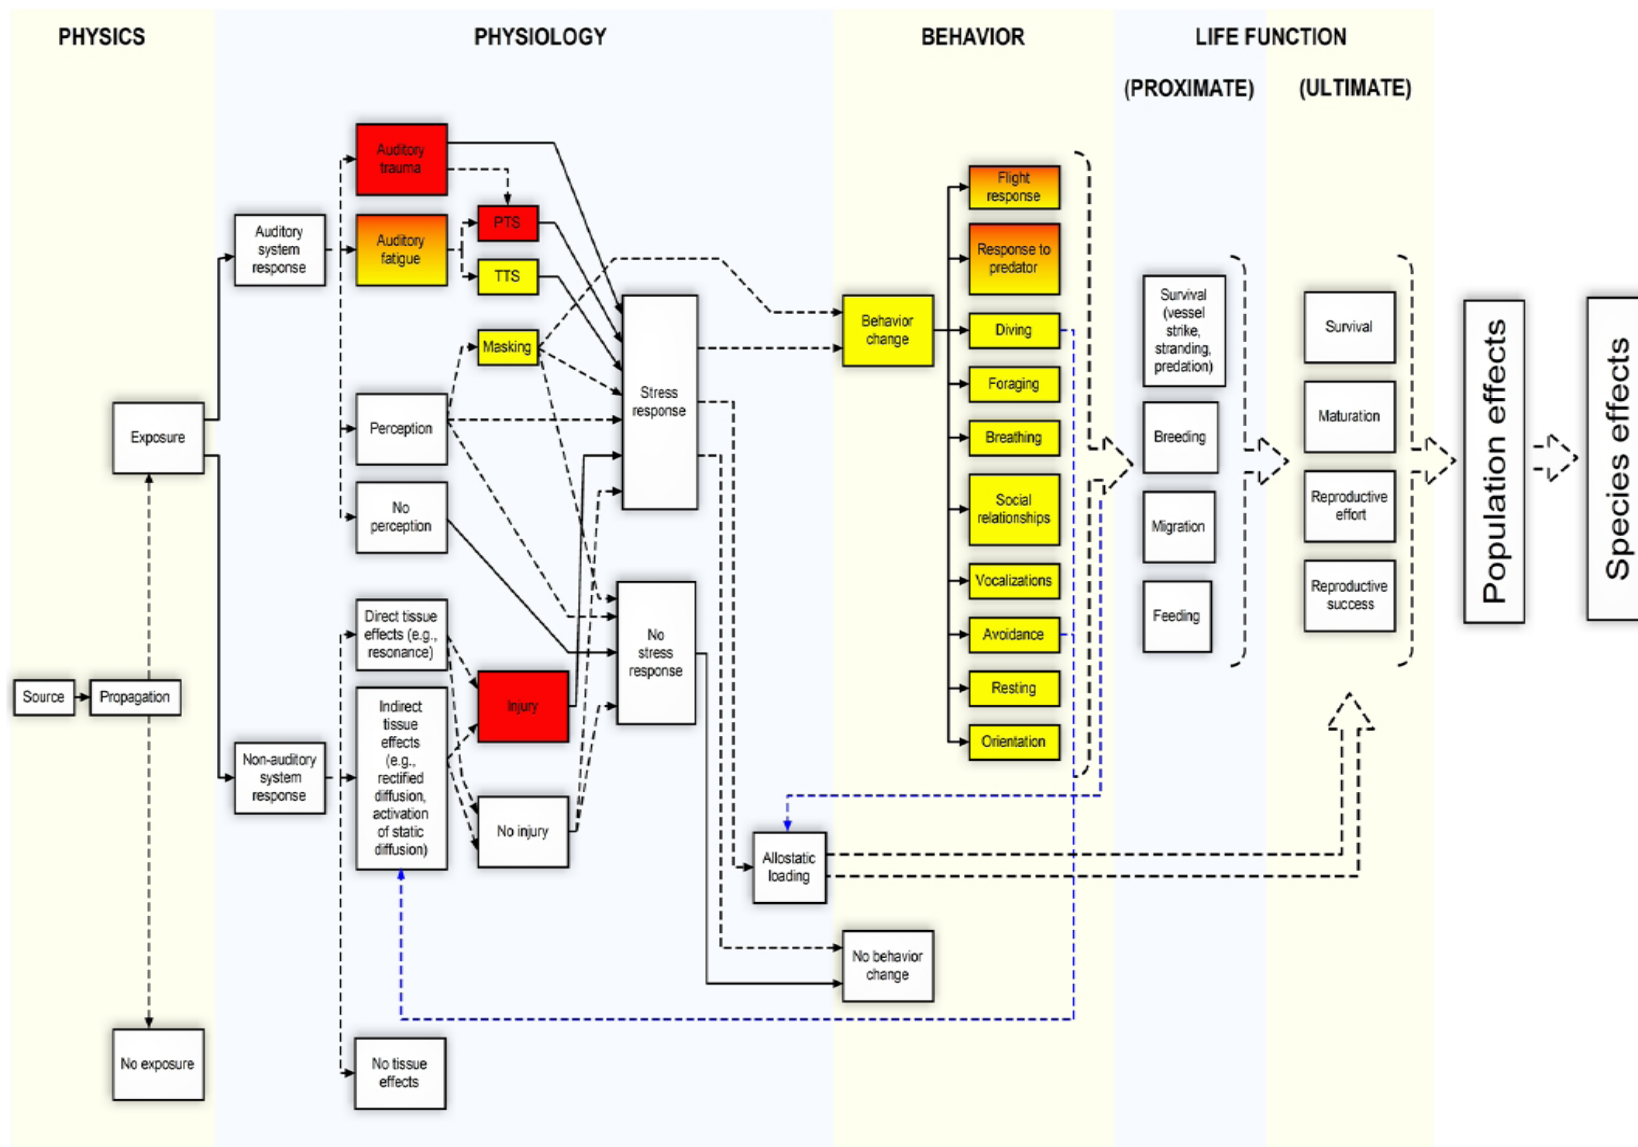 PHYSICS
PHYSIOLOGY
BEHAVIOR
LIFE FUNCTION
(PROXIMATE)
(ULTIMATE)
Auditory
trauma
PTS
Auditory
system
response
Auditory
fatigue
TTS
Masking
Exposure
Perception
No
perception
Stress
response
Direct tissue
effects (e.g.,
resonance)
No
stress
response
Source
Propagation
Injury
Indirect
tissue
effects
(e.g.,
rectified
diffusion,
activation
of static
diffusion)
Non-auditory
system
response
No injury
Allostatic
loading
No exposure
No tissue
effects
Behavior
change
No behavior
change
Flight
response
Response to
predator
Diving
Foraging
Breathing
Social
relationships
Vocalizations
Avoidance
Resting
Orientation
Survival
(vessel
strike,
stranding,
predation)
Breeding
Migration
Feeding
Survival
Maturation
Reproductive
effort
Reproductive
success
Population effects
Species effects